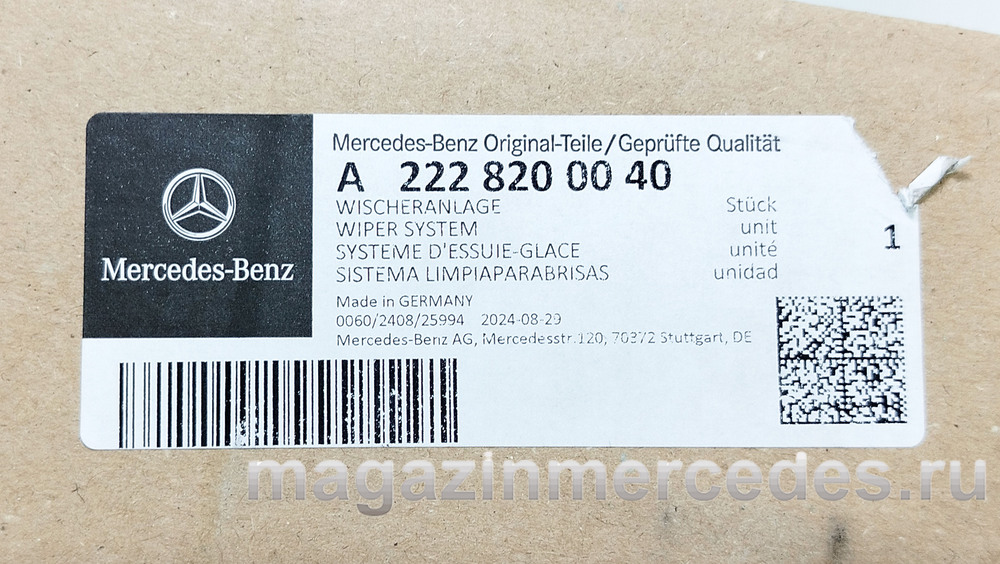 Mercedes-Benz Original-Teile/Geprüfte Qualität
A 222 820 00 40
WISCHERANLAGE Stück
WIPER SYSTEM unit
SYSTEME D'ESSUIE-GLACE unité
SISTEMA LIMPIAPARABRISAS unidad
1
Mercedes-Benz
Made in GERMANY
0060/2408/25994 2024-08-29
Mercedes-Benz AG, Mercedesstr.120, 70372 Stuttgart, DE
magazinmercedes.ru